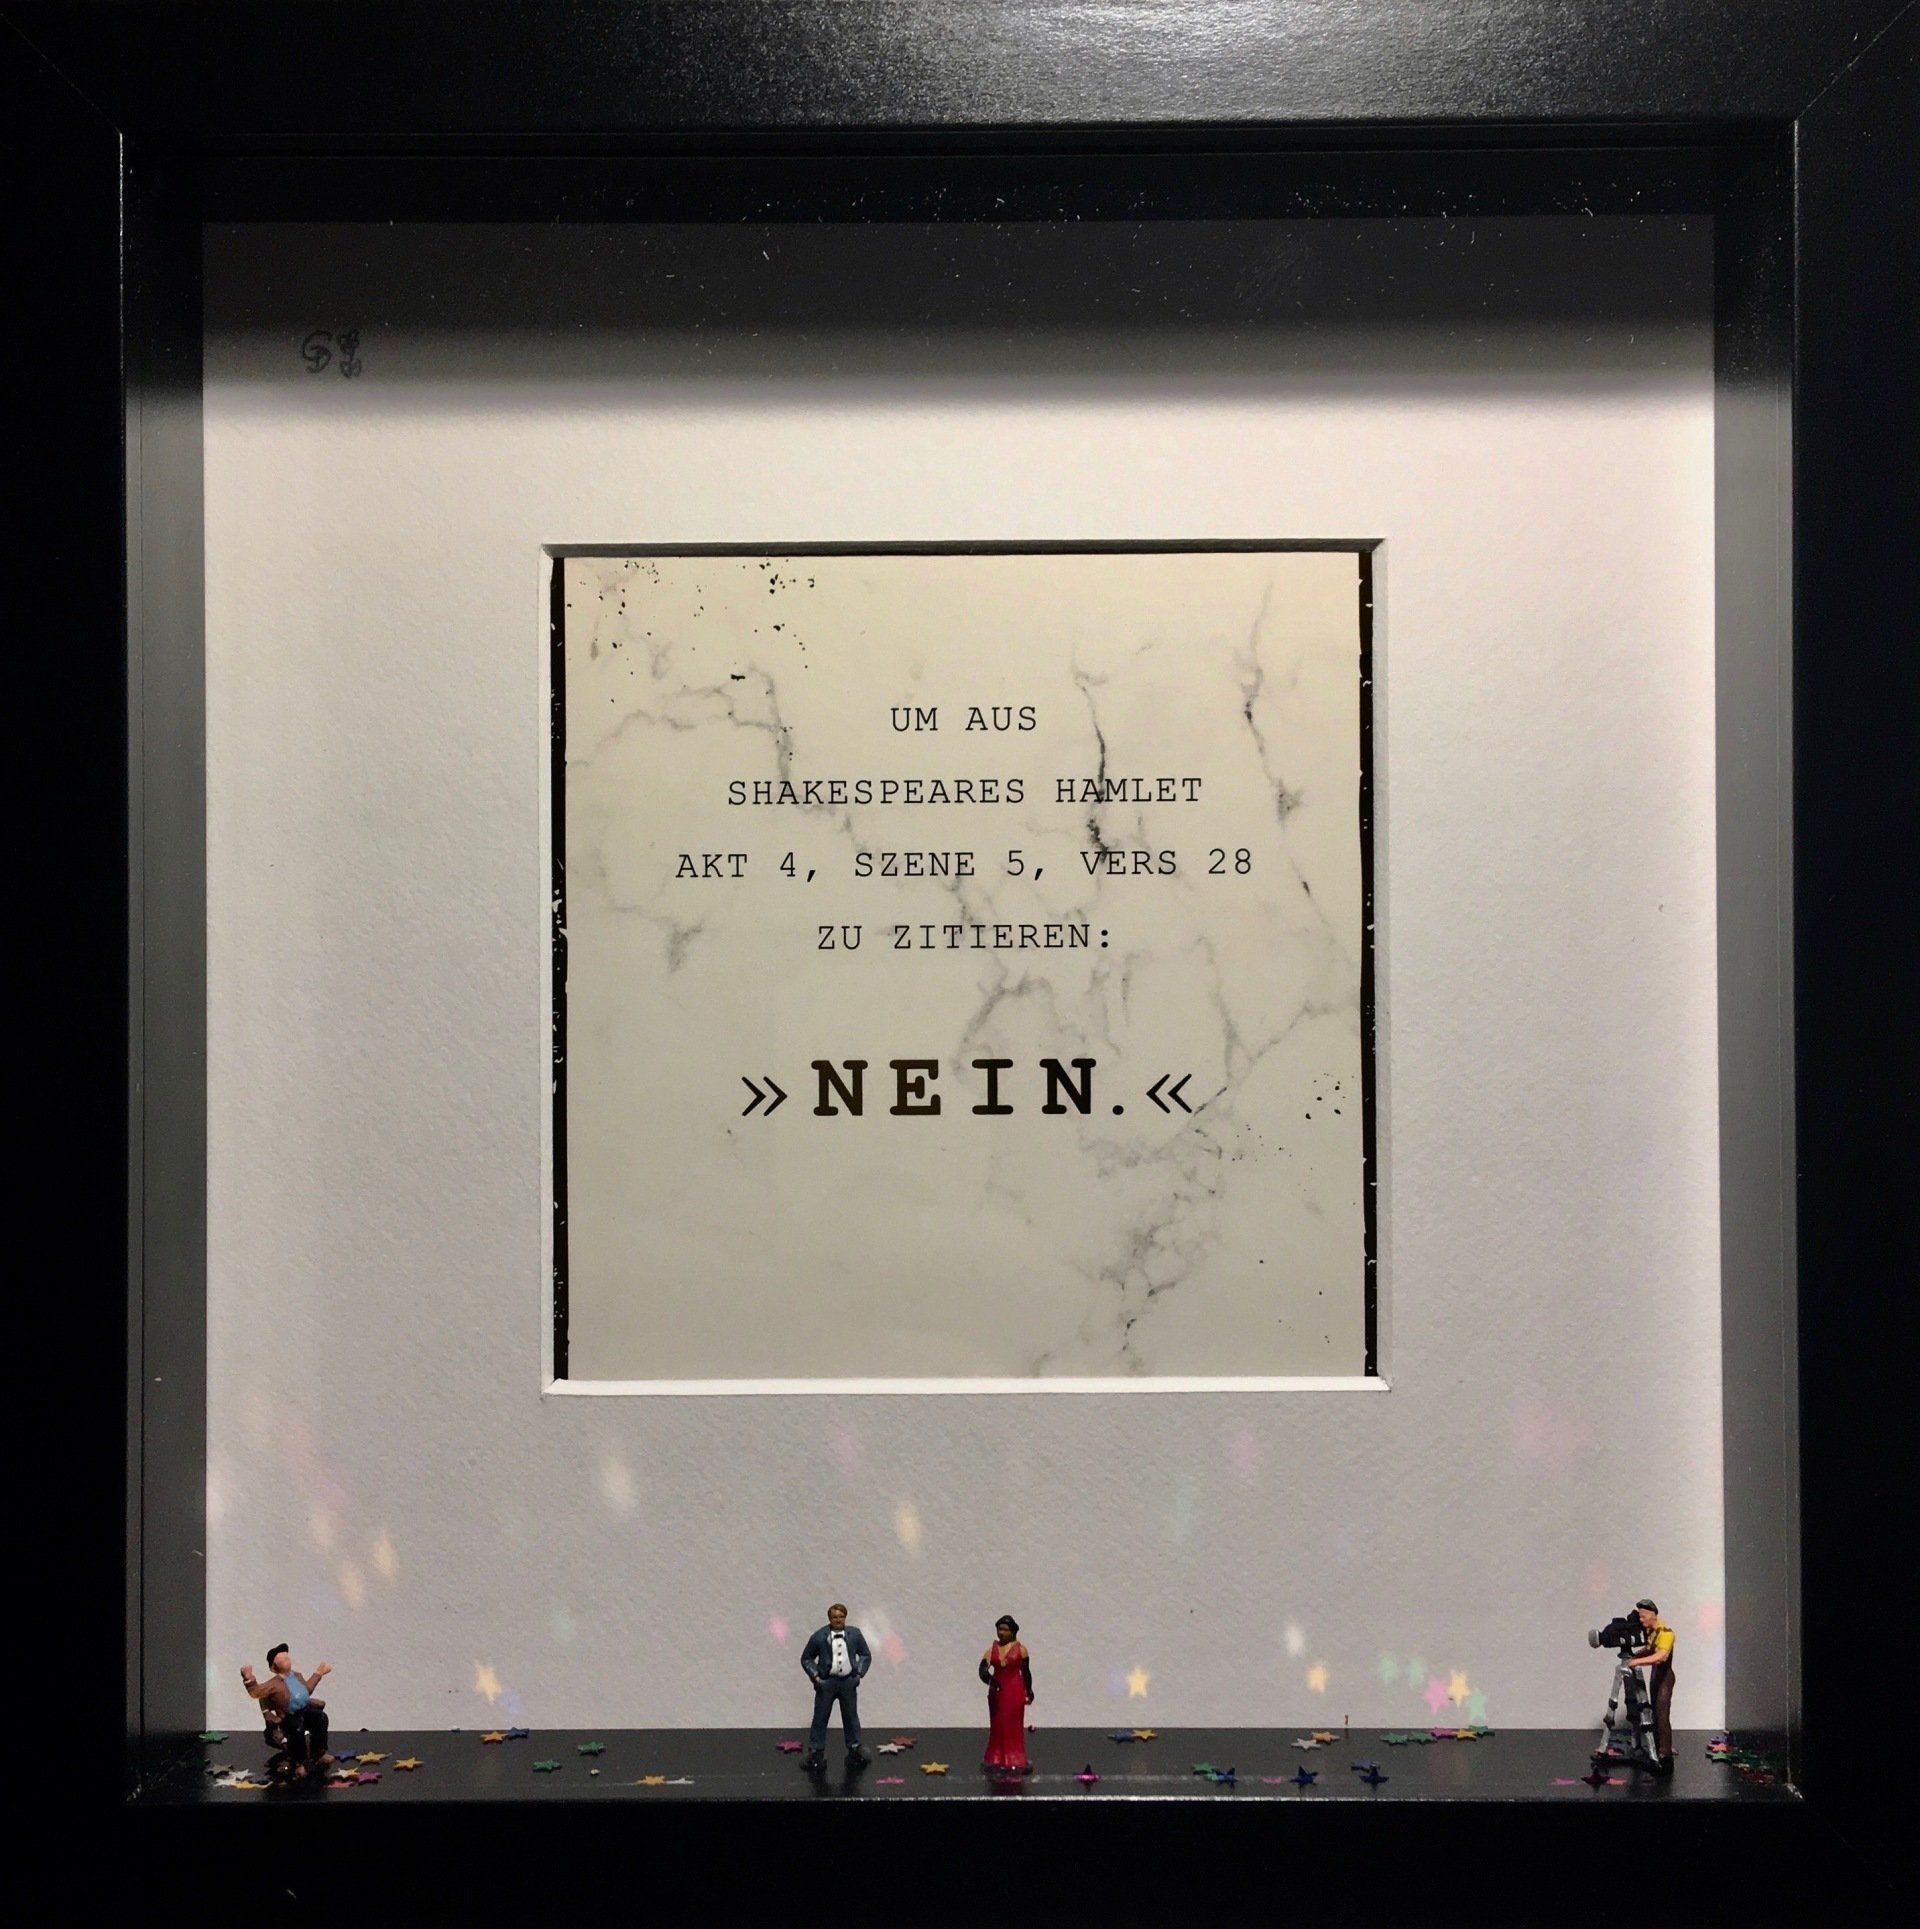 UM AUS
SHAKESPEARES HAMLET
AKT 4, SZENE 5, VERS 28
ZU ZITIEREN:
»NEIN.«